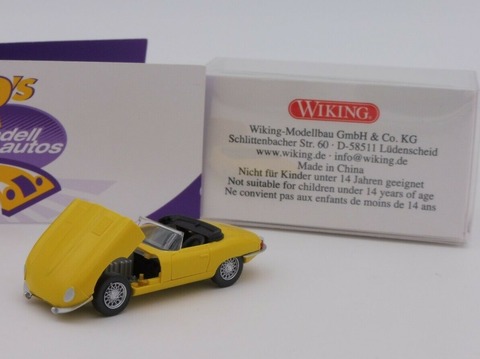 's
odell
autos
WIKING
Wiking-Modellbau GmbH & Co. KG
Schlittenbacher Str. 60 · D-58511 Lüdenscheid
www.wiking.de · info@wiking.de
Made in China
Nicht für Kinder unter 14 Jahren geeignet
Not suitable for children under 14 years of age
Ne convient pas aux enfants de moins de 14 ans